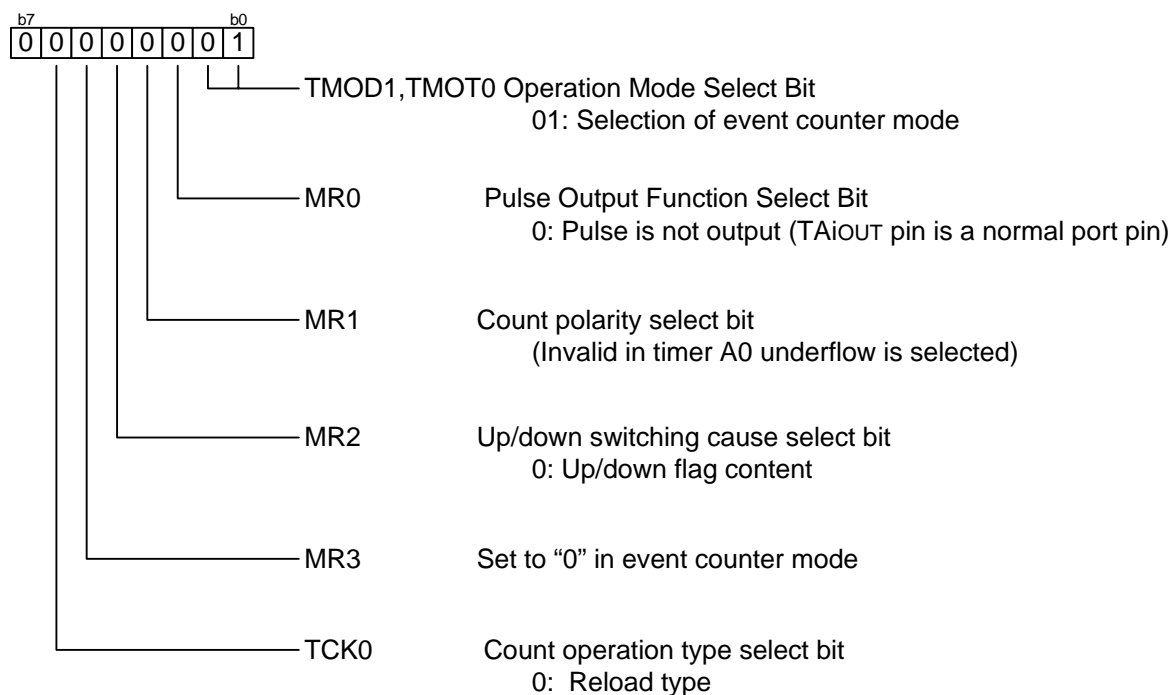 b7 b0
0 0 0 0 0 0 0 1
TMOD1,TMOT0 Operation Mode Select Bit
01: Selection of event counter mode
MR0 Pulse Output Function Select Bit
0: Pulse is not output (TAiOUT pin is a normal port pin)
MR1 Count polarity select bit
(Invalid in timer A0 underflow is selected)
MR2 Up/down switching cause select bit
0: Up/down flag content
MR3 Set to “0” in event counter mode
TCK0 Count operation type select bit
0: Reload type